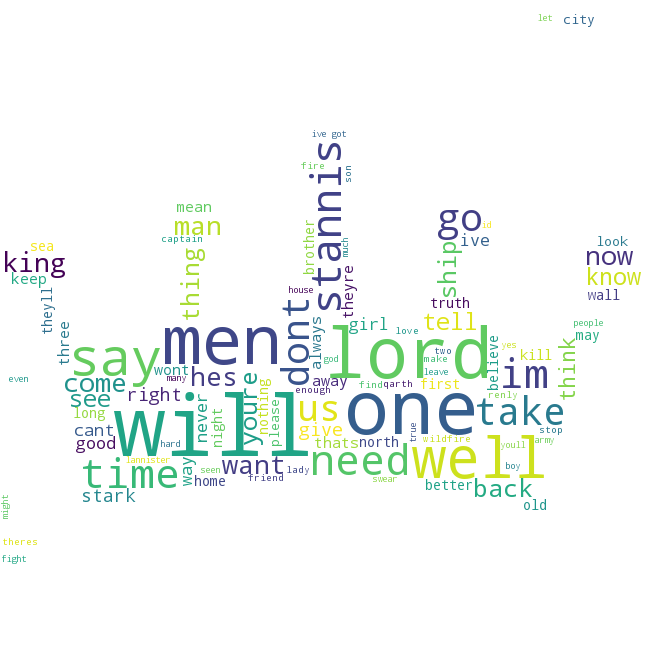 let city
ive got
fire son
mean
man captain
stannis
brother much
go id
ive
ship
look
now
know
wall
sea
king
keep
theyll
thing
theyre
house
truth
three
dont
always
girl
love
tell
people
may
say
men
god
lord
two
make
leave
believe
yes
kill
think
im
even
come
wont
many
hes
away
enough
find
qarth
first
renly
see
right
long
cant
good
never
night
youre
nothing
please
us
give
will
one
take
stop
true
thats
north
wildfire
youll
army
well
hard
lannister
time
way
seen
home
want
friend
lady
need
swear
better
boy
back
stark
old
might
theres
fight